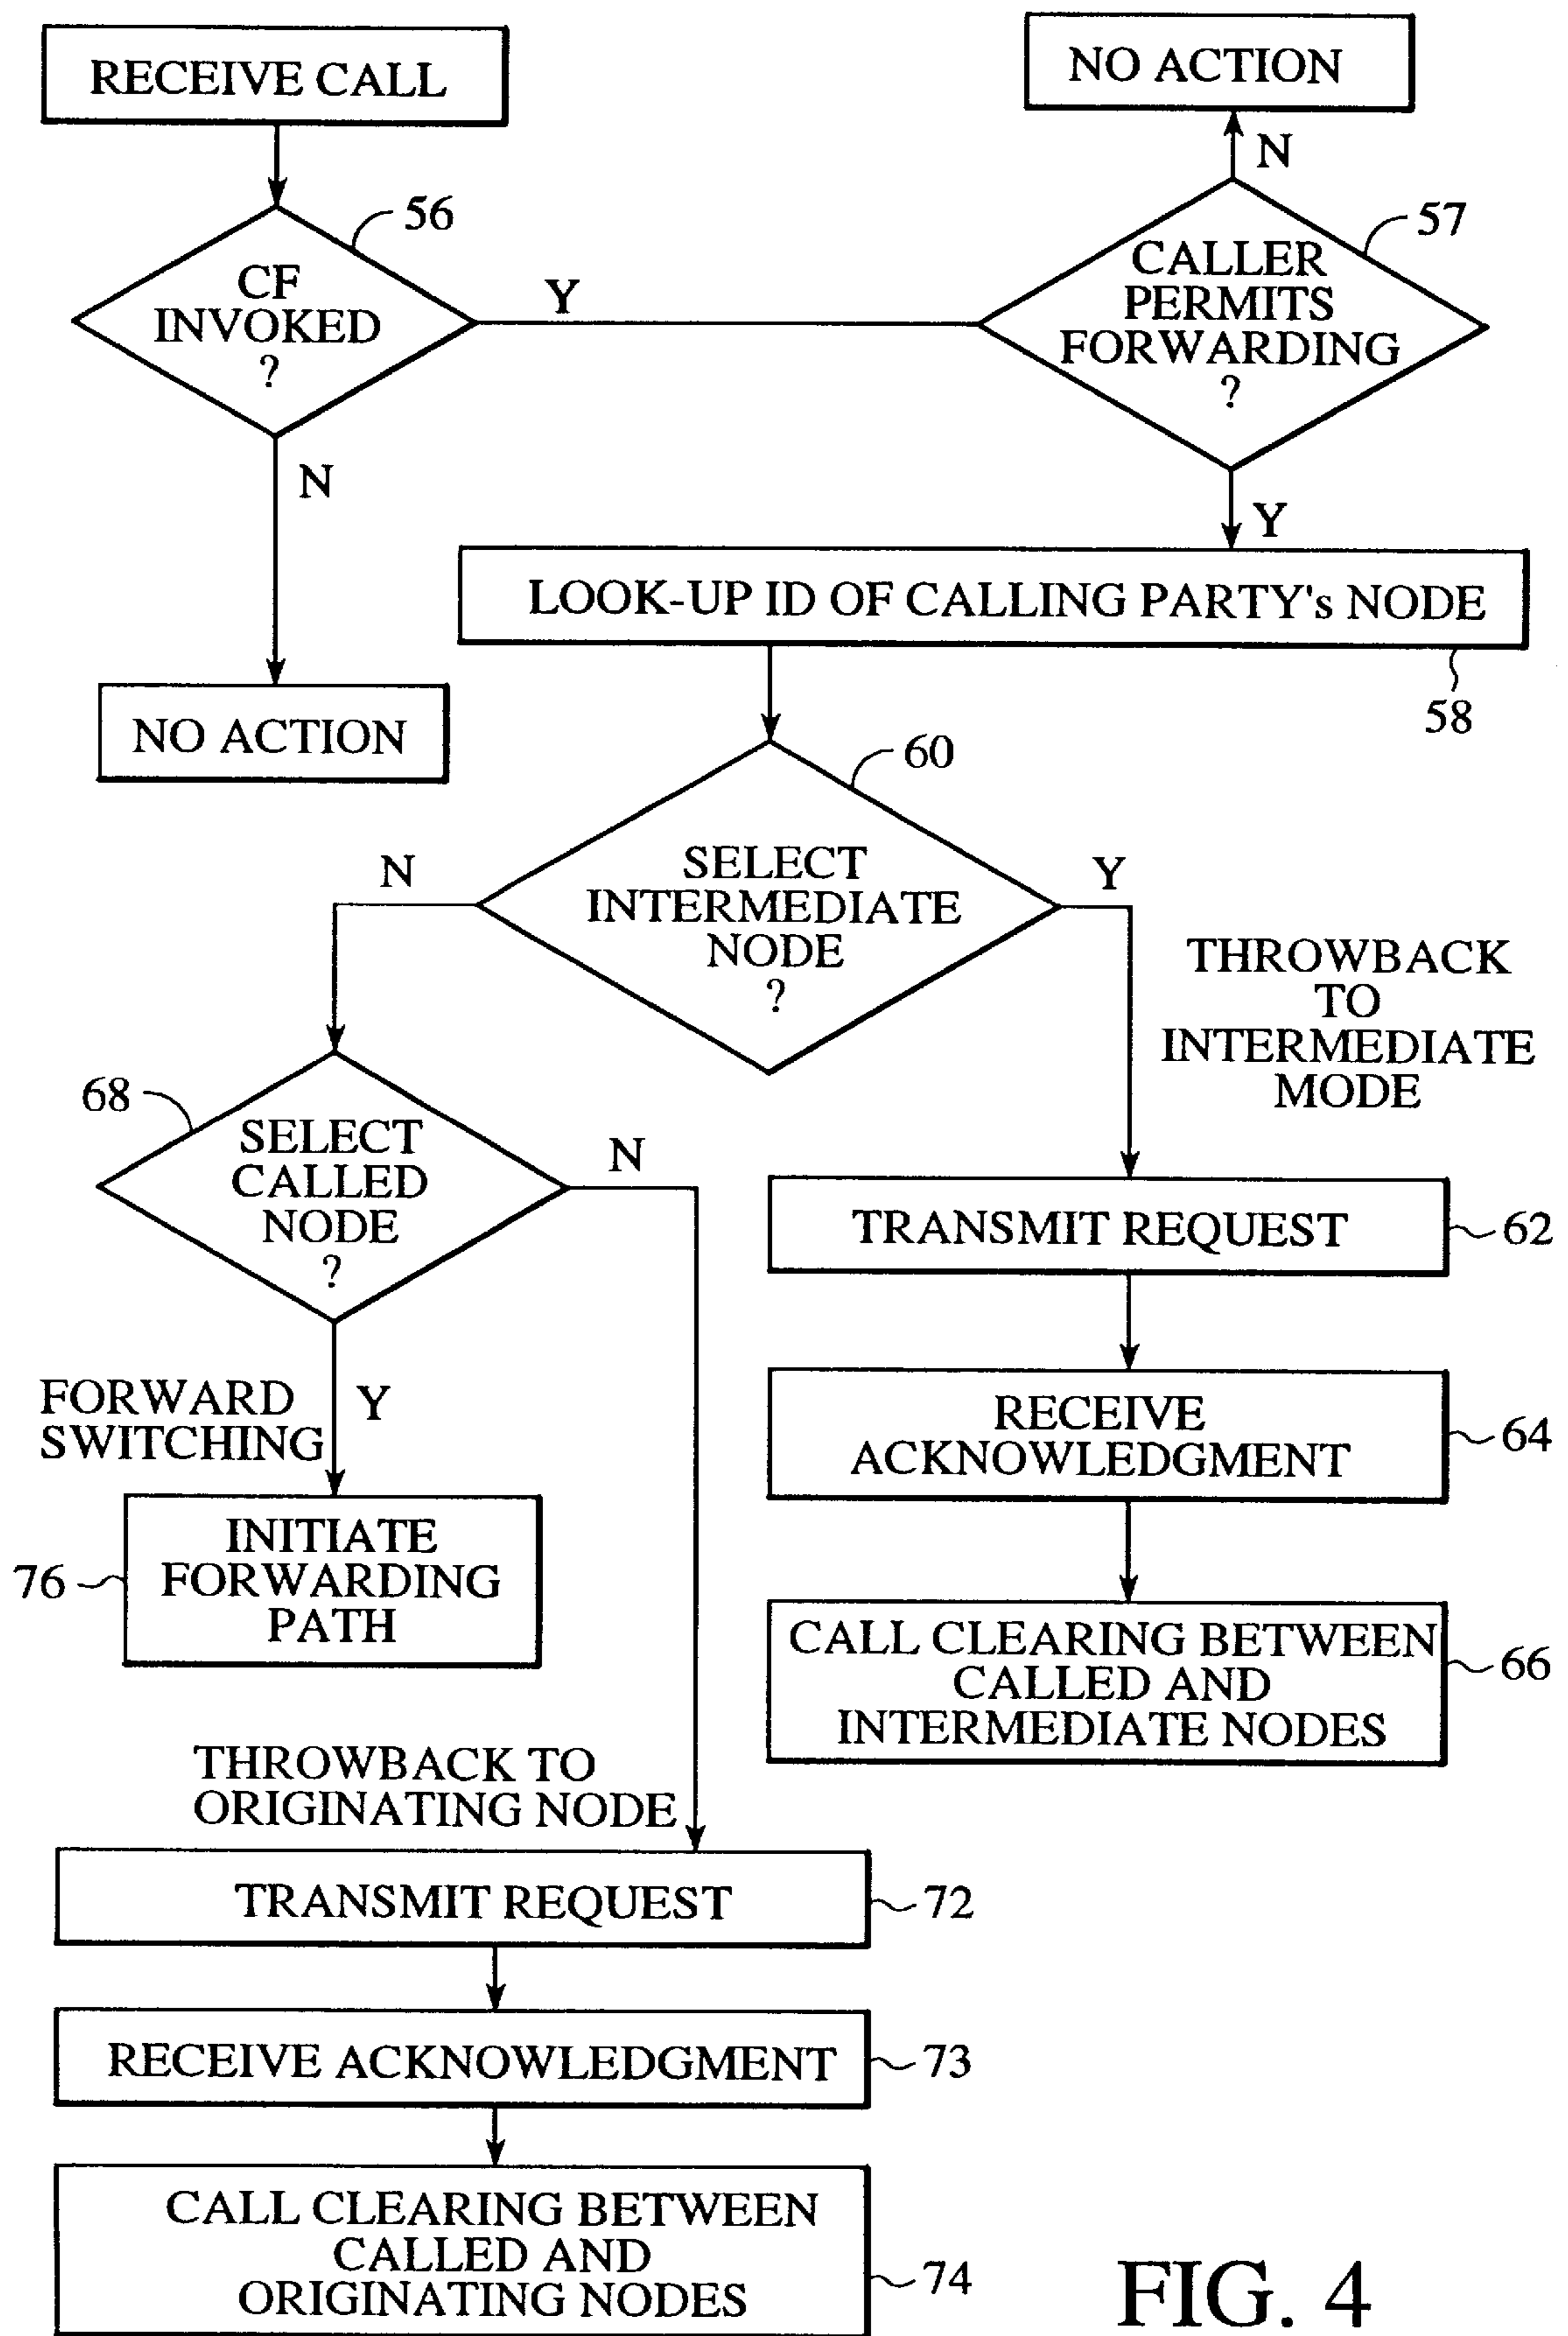 RECEIVE CALL
NO ACTION
N
56
57
CF
INVOKED
?
Y
CALLER
PERMITS
FORWARDING
?
N
Y
LOOK-UP ID OF CALLING PARTY's NODE
58
NO ACTION
60
N
SELECT
INTERMEDIATE
NODE
?
Y
THROWBACK
TO
INTERMEDIATE
MODE
68
SELECT
CALLED
NODE
?
N
TRANSMIT REQUEST
62
FORWARD
SWITCHING
Y
RECEIVE
ACKNOWLEDGMENT
64
INITIATE
FORWARDING
PATH
76
CALL CLEARING BETWEEN
CALLED AND
INTERMEDIATE NODES
66
THROWBACK TO
ORIGINATING NODE
TRANSMIT REQUEST
72
RECEIVE ACKNOWLEDGMENT
73
CALL CLEARING BETWEEN
CALLED AND
ORIGINATING NODES
74
FIG. 4